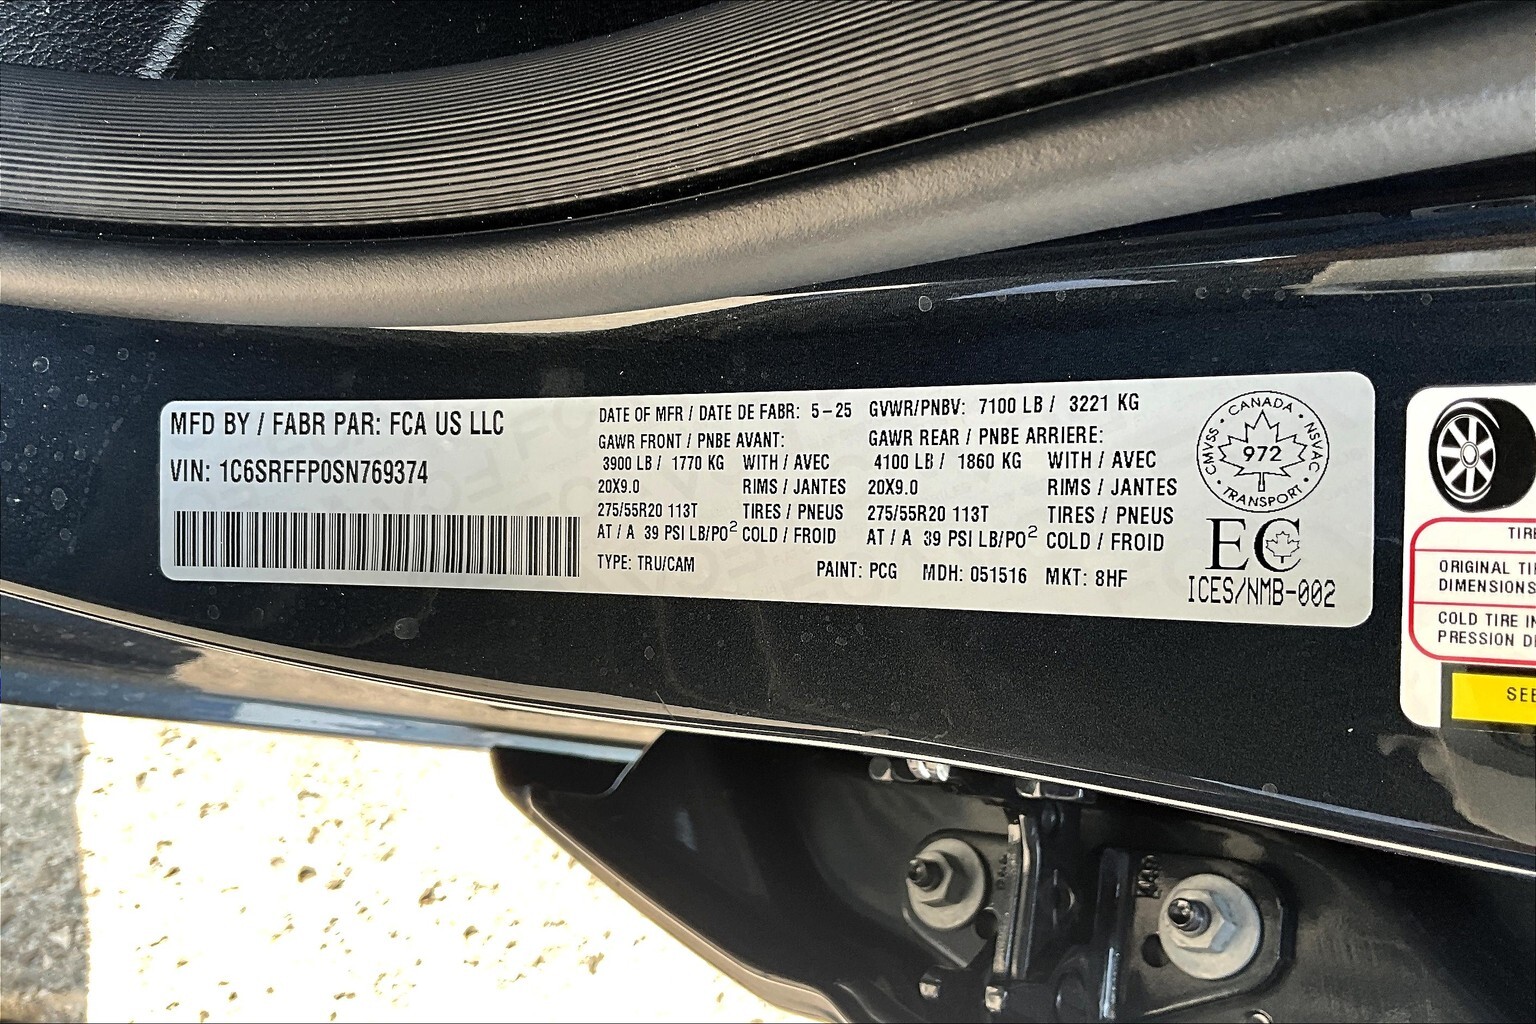 MFD BY / FABR PAR: FCA US LLC
VIN: 1C6SRFFP0SN769374
DATE OF MFR / DATE DE FABR: 5-25 GVWR/PNBV: 7100 LB / 3221 KG
GAWR FRONT / PNBE AVANT: GAWR REAR / PNBE ARRIERE:
3900 LB / 1770 KG WITH / AVEC 4100 LB / 1860 KG WITH / AVEC
20X9.0 RIMS / JANTES 20X9.0 RIMS / JANTES
275/55R20 113T TIRES / PNEUS 275/55R20 113T TIRES / PNEUS
AT / A 39 PSI LB/PO2 COLD / FROID AT / A 39 PSI LB/PO2 COLD / FROID
TYPE: TRU/CAM PAINT: PCG MDH: 051516 MKT: 8HF
CANADA
CMVSS 972 NSVAC
TRANSPORT
EC
ICES/NMB-002
ORIGINAL
DIMENSIONS
COLD TIRE
PRESSION